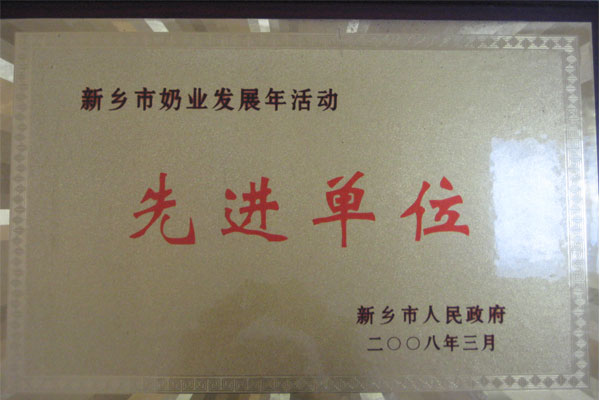 新乡市奶业发展年活动
先进单位
新乡市人民政府
二〇〇八年三月